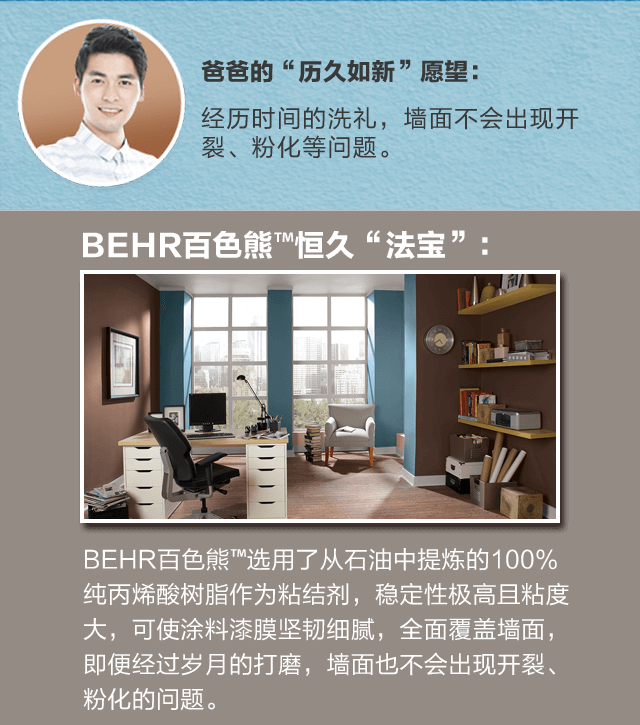 爸爸的“历久如新”愿望：
经历时间的洗礼，墙面不会出现开
裂、粉化等问题。
BEHR百色熊™恒久“法宝”：
BEHR百色熊™选用了从石油中提炼的100%
纯丙烯酸树脂作为粘结剂，稳定性极高且粘度
大，可使涂料漆膜坚韧细腻，全面覆盖墙面，
即便经过岁月的打磨，墙面也不会出现开裂、
粉化的问题。